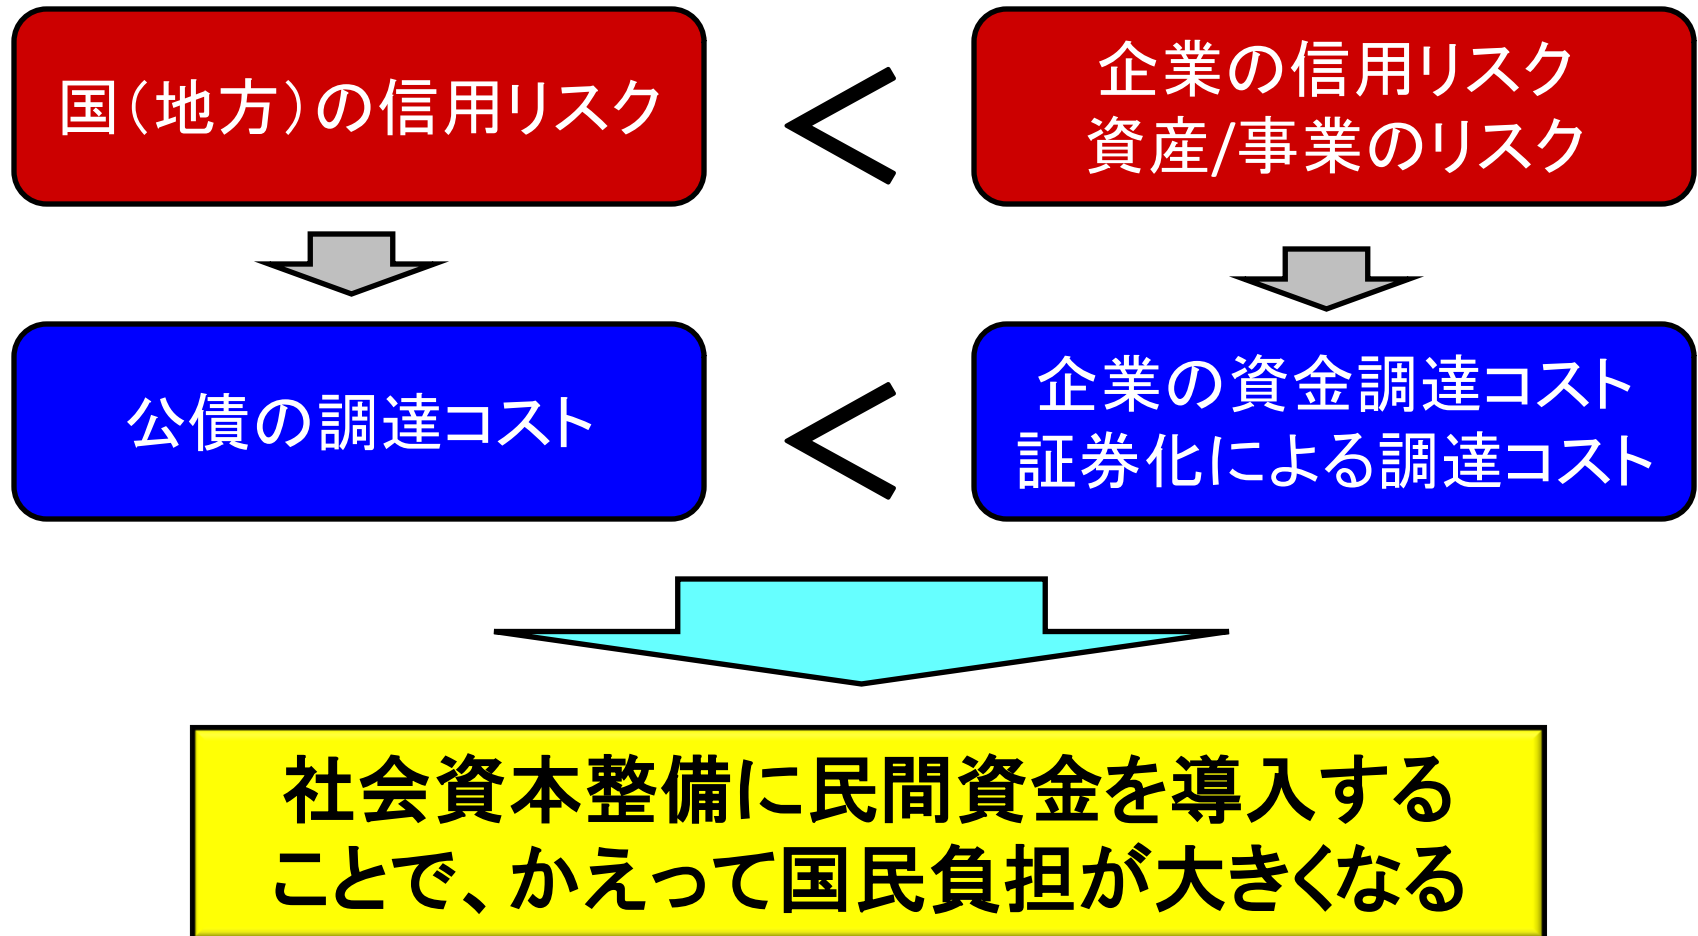 国（地方）の信用リスク
<
企業の信用リスク
資産/事業のリスク
公債の調達コスト
<
企業の資金調達コスト
証券化による調達コスト
社会資本整備に民間資金を導入する
ことで、かえって国民負担が大きくなる